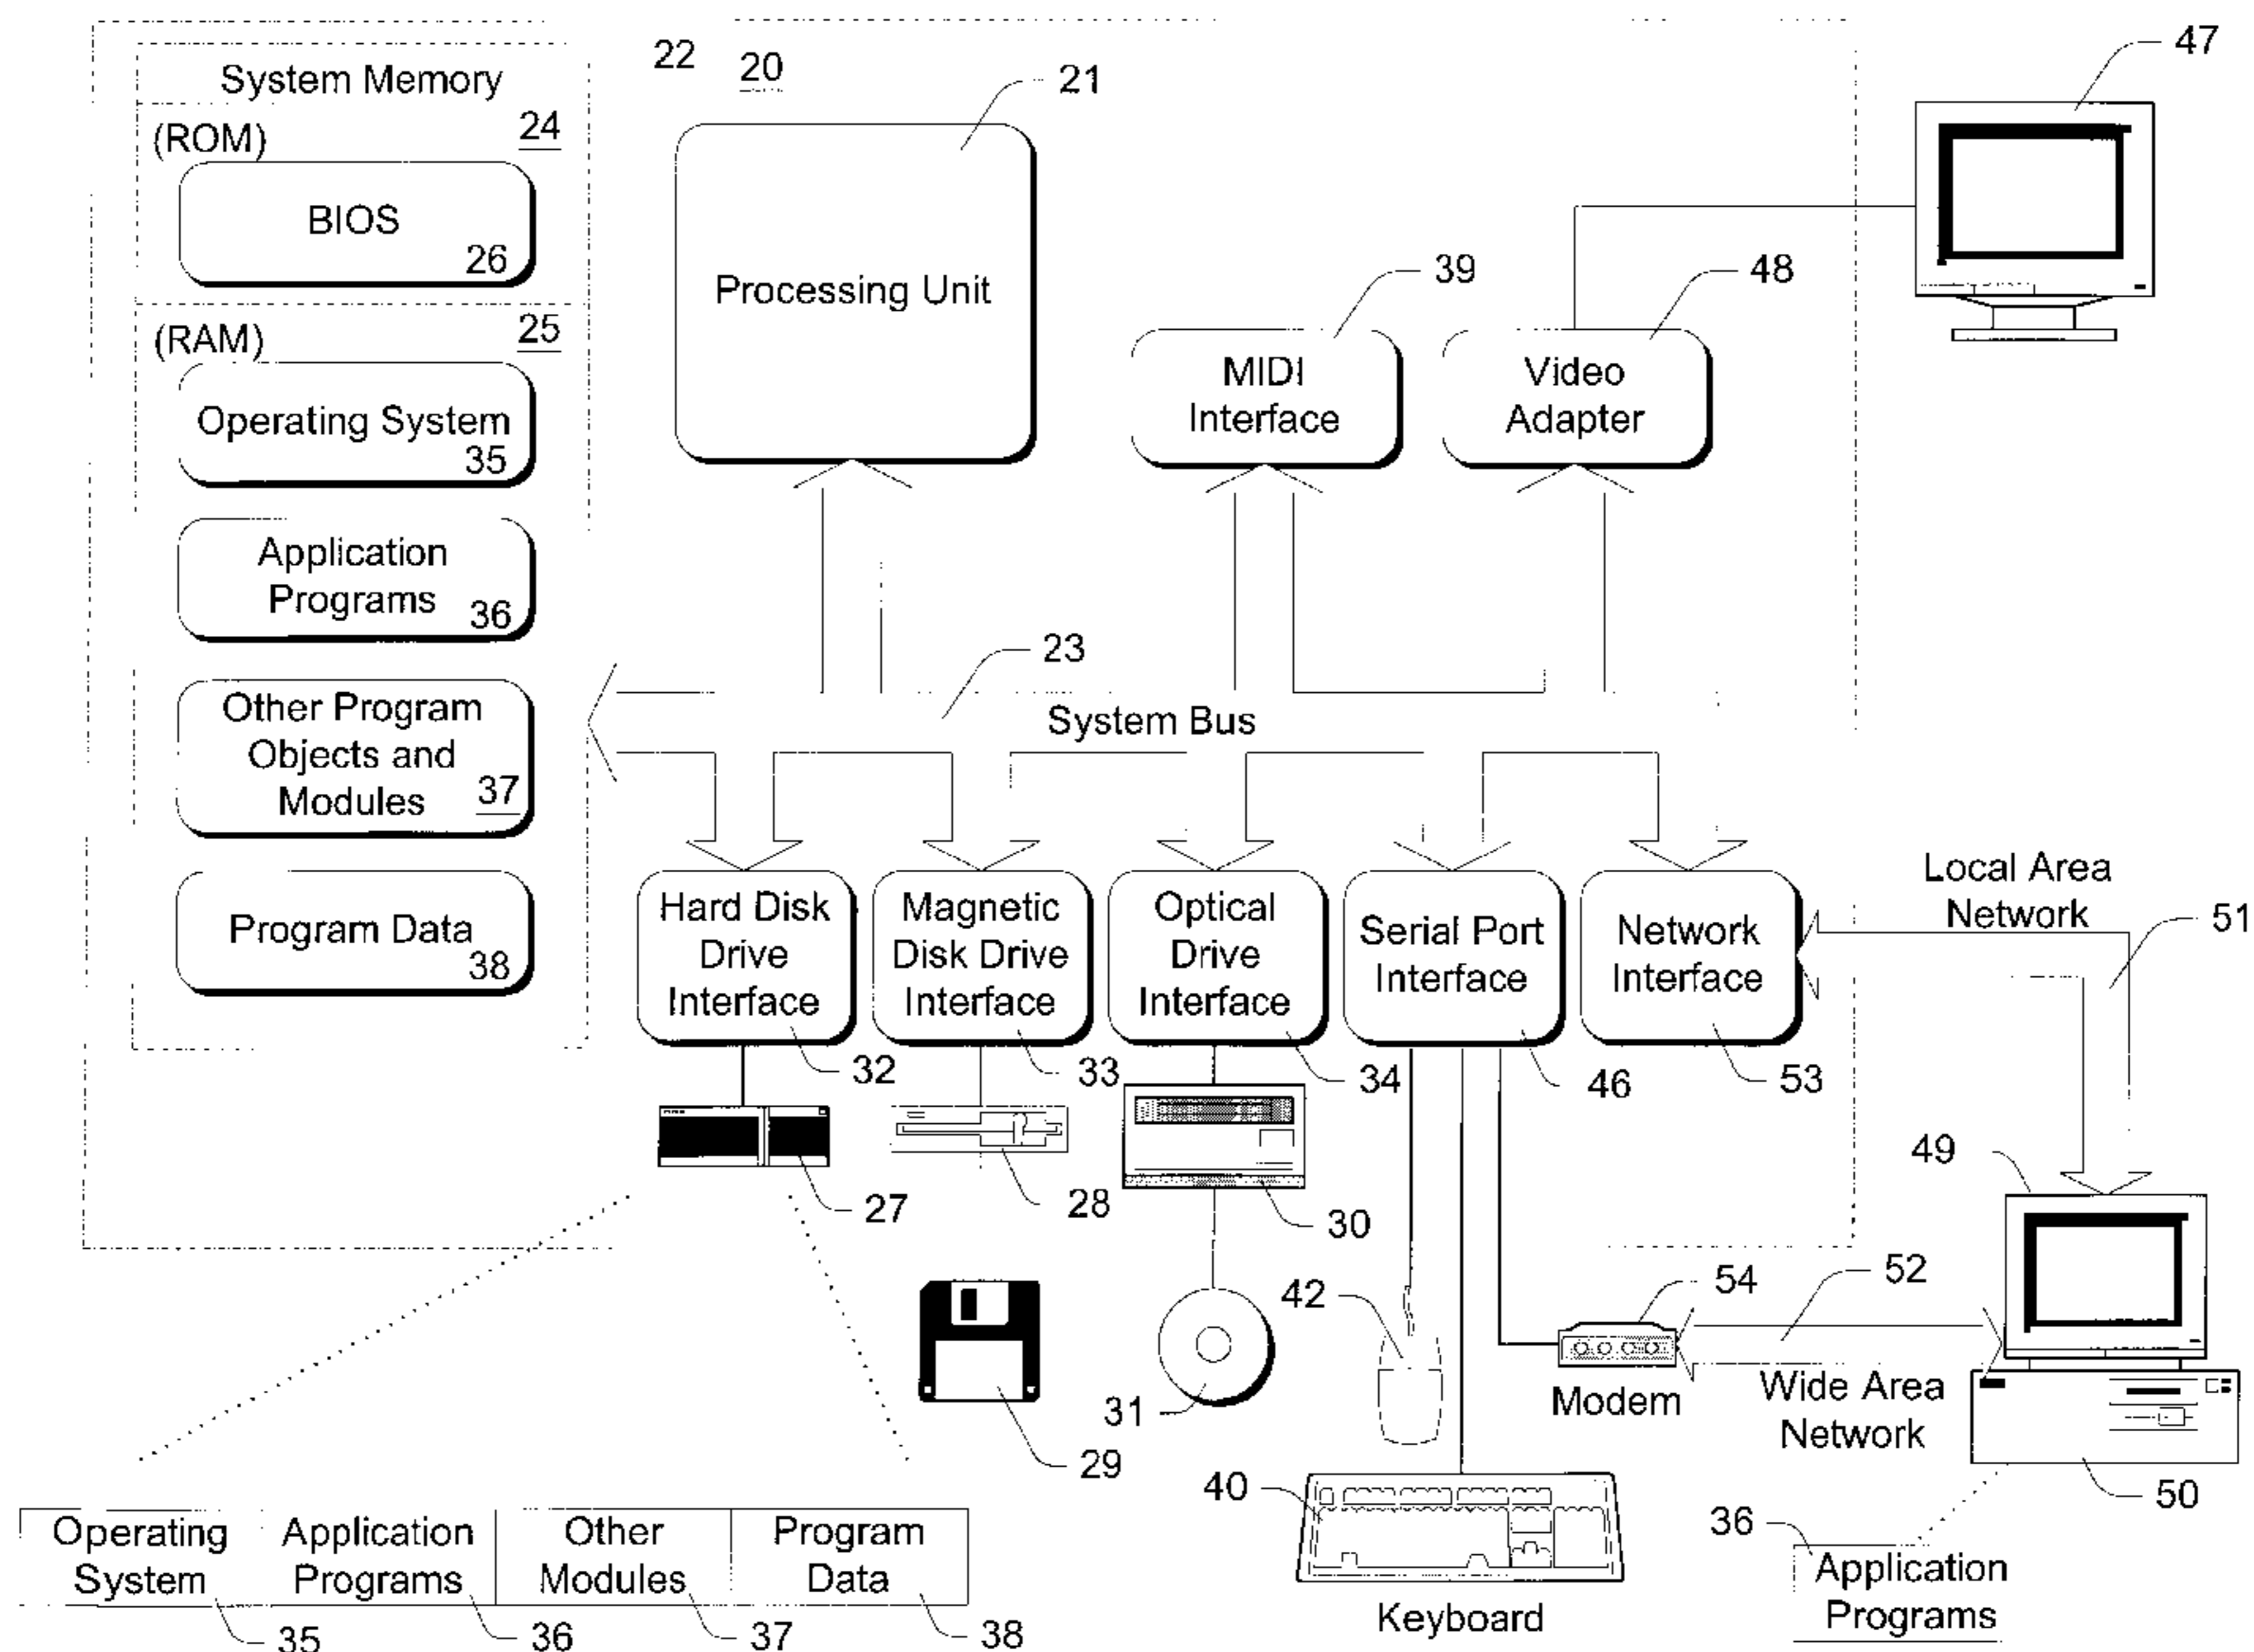 System Memory
22
20
21
47
(ROM)
24
BIOS
26
(RAM)
25
Operating System
35
Application
Programs
36
Other Program
Objects and
Modules
37
Program Data
38
Processing Unit
39
MIDI
Interface
48
Video
Adapter
23
System Bus
Hard Disk
Drive
Interface
32
Magnetic
Disk Drive
Interface
33
Optical
Drive
Interface
34
Serial Port
Interface
46
Network
Interface
53
Local Area
Network
51
27
28
30
49
29
31
42
54
52
Modem
Wide Area
Network
50
40
Keyboard
36
Application
Programs
Operating
System
35
Application
Programs
36
Other
Modules
37
Program
Data
38